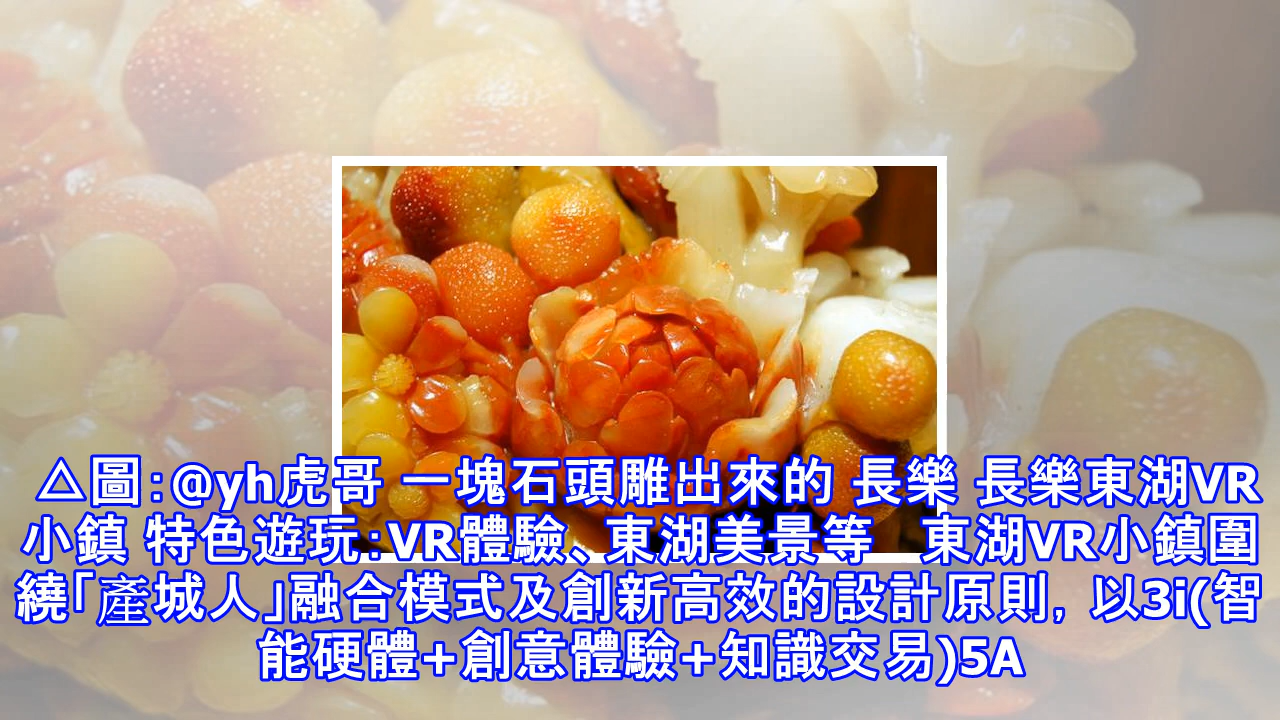 △圖:@yh虎哥 一塊石頭雕出來的 長樂 長樂東湖VR
小鎮 特色遊玩:VR體驗、東湖美景等　東湖VR小鎮圍
繞「產城人」融合模式及創新高效的設計原則，以3i(智
能硬體+創意體驗+知識交易)5A